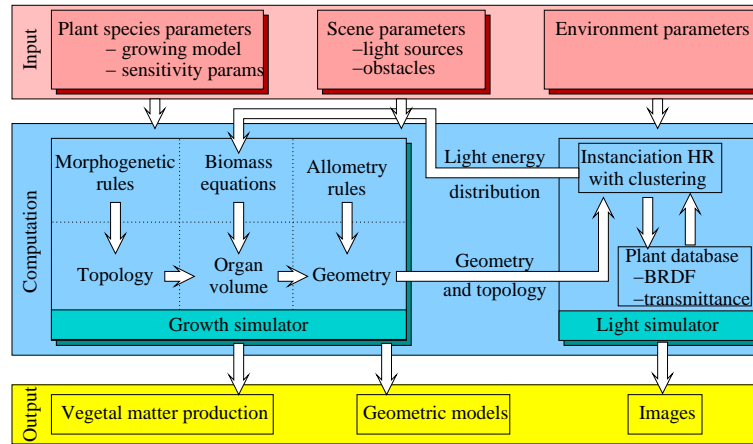 Input
Plant species parameters
– growing model
– sensitivity params
Scene parameters
–light sources
–obstacles
Environment parameters
Computation
Morphogenetic
rules
Biomass
equations
Allometry
rules
Topology
Organ
volume
Geometry
Growth simulator
Light energy
distribution
Geometry
and topology
Instanciation HR
with clustering
Plant database
–BRDF
–transmittance
Light simulator
Output
Vegetal matter production
Geometric models
Images